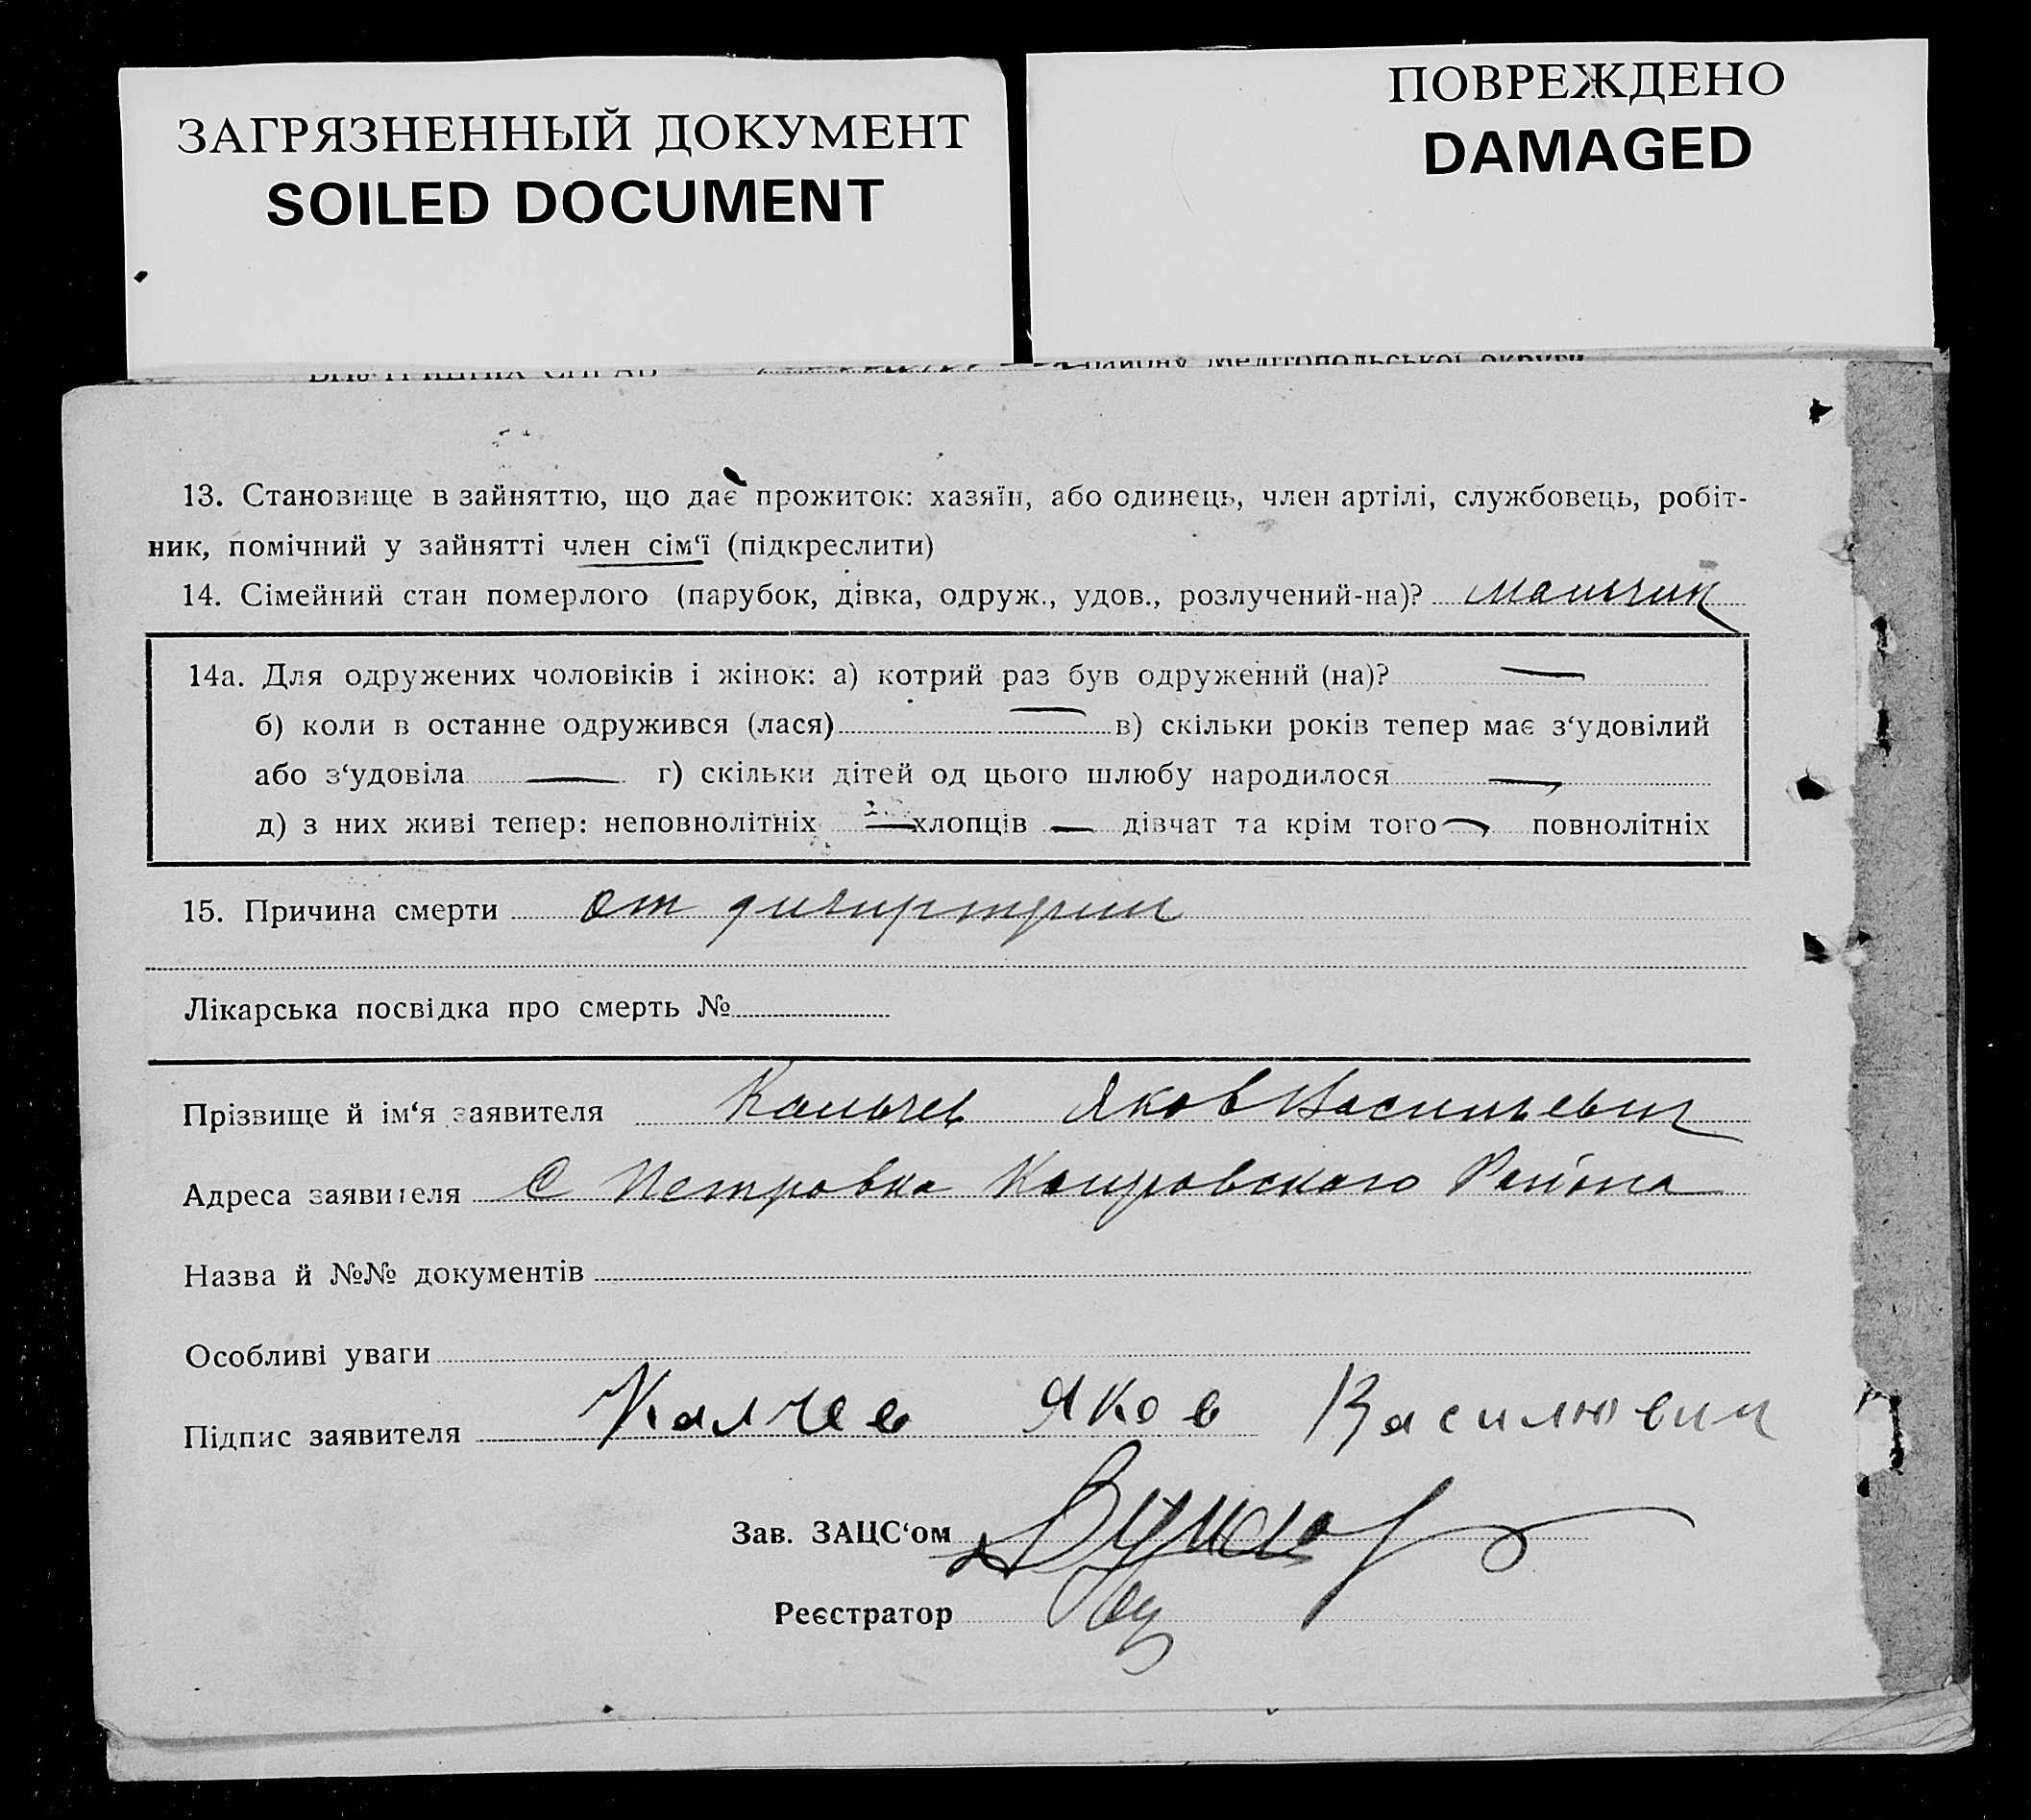 ЗАГРЯЗНЕННЫЙ ДОКУМЕНТ
SOILED DOCUMENT
ПОВРЕЖДЕНО
DAMAGED
району Мелітопольської округи
13. Становище в зайняттю, що дає прожиток: хазяїн, або одинець, член артілі, службовець, робіт-
ник, помічний у зайнятті член сім‘ї (підкреслити)
14. Сімейний стан померлого (парубок, дівка, одруж., удов., розлучений-на)? мальчик
14а. Для одружених чоловіків і жінок: а) котрий раз був одружений (на)? —
б) коли в останне одружився (лася) — в) скільки років тепер має з‘удовілий
або з‘удовіла — г) скільки дітей од цього шлюбу народилося —
д) з них живі тепер: неповнолітніх — хлопців — дівчат та крім того — повнолітніх
15. Причина смерти от
Лікарська посвідка про смерть №
Прізвище й ім‘я заявителя Кальчев Яков Васильевич
Адреса заявителя С Петровка Района
Назва й №№ документів
Особливі уваги
Підпис заявителя Калчев Яков Василювич
Зав. ЗАЦС‘ом
Реєстратор